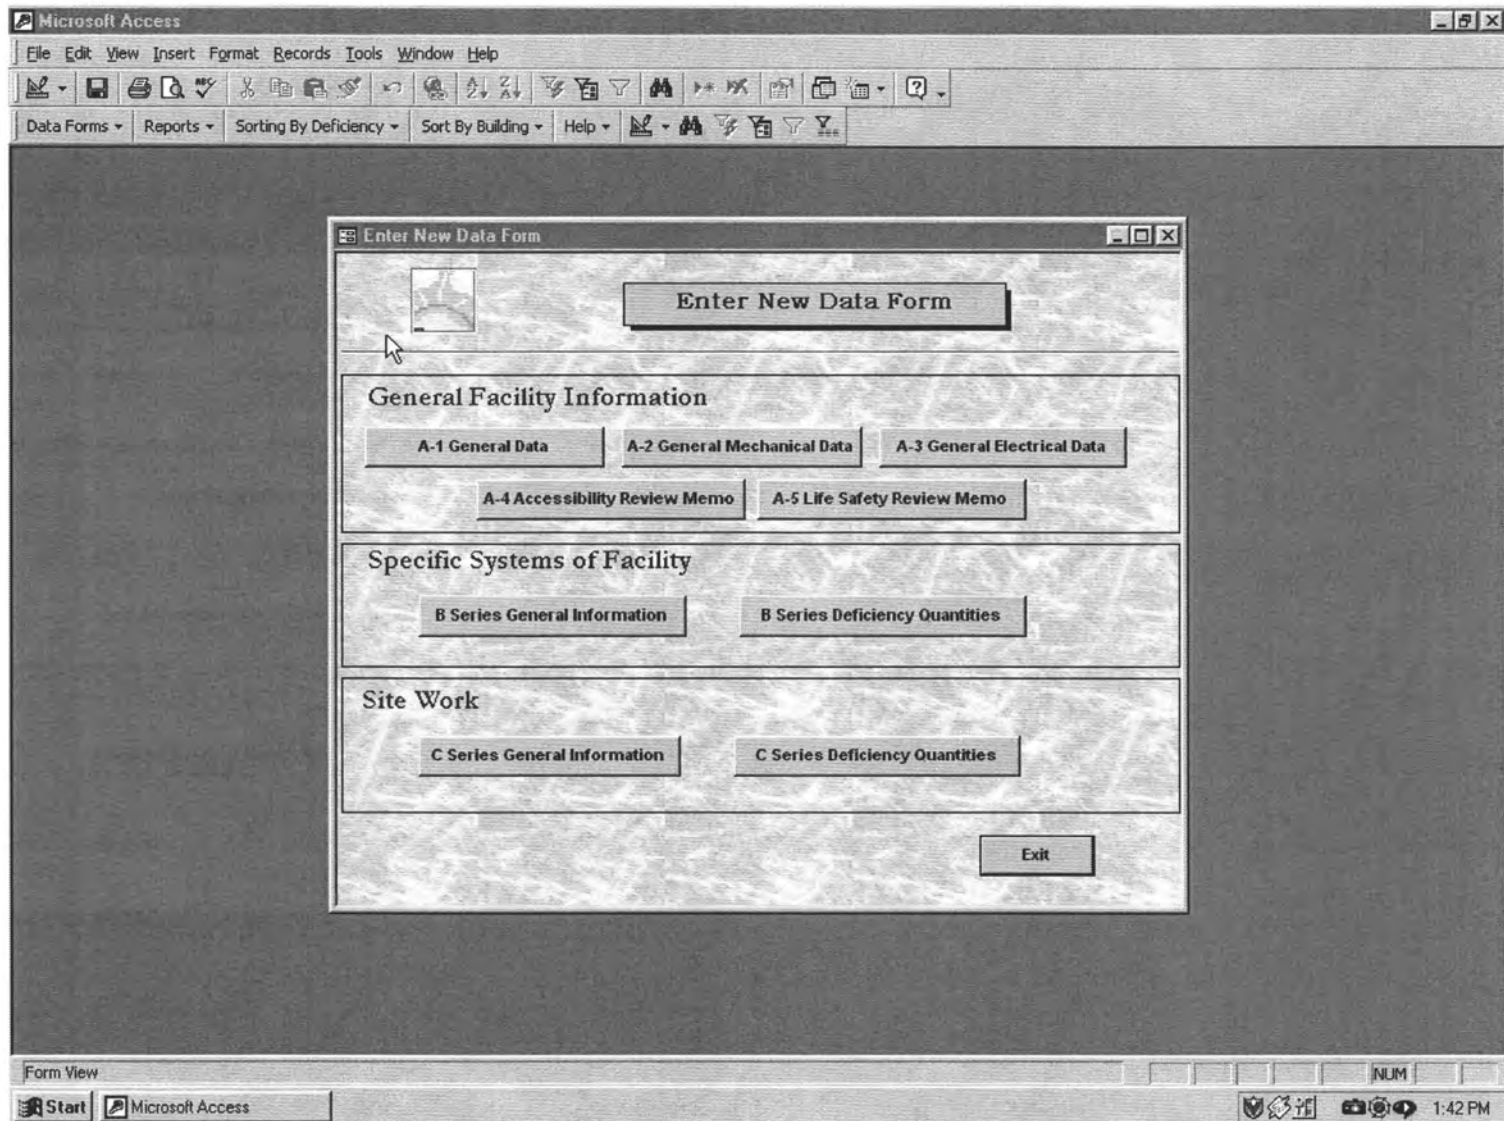 Microsoft Access
File Edit View Insert Format Records Tools Window Help
Data Forms Reports Sorting By Deficiency Sort By Building Help
Enter New Data Form
Enter New Data Form
General Facility Information
A-1 General Data A-2 General Mechanical Data A-3 General Electrical Data
A-4 Accessibility Review Memo A-5 Life Safety Review Memo
Specific Systems of Facility
B Series General Information B Series Deficiency Quantities
Site Work
C Series General Information C Series Deficiency Quantities
Exit
Form View NUM
Start Microsoft Access 1:42 PM